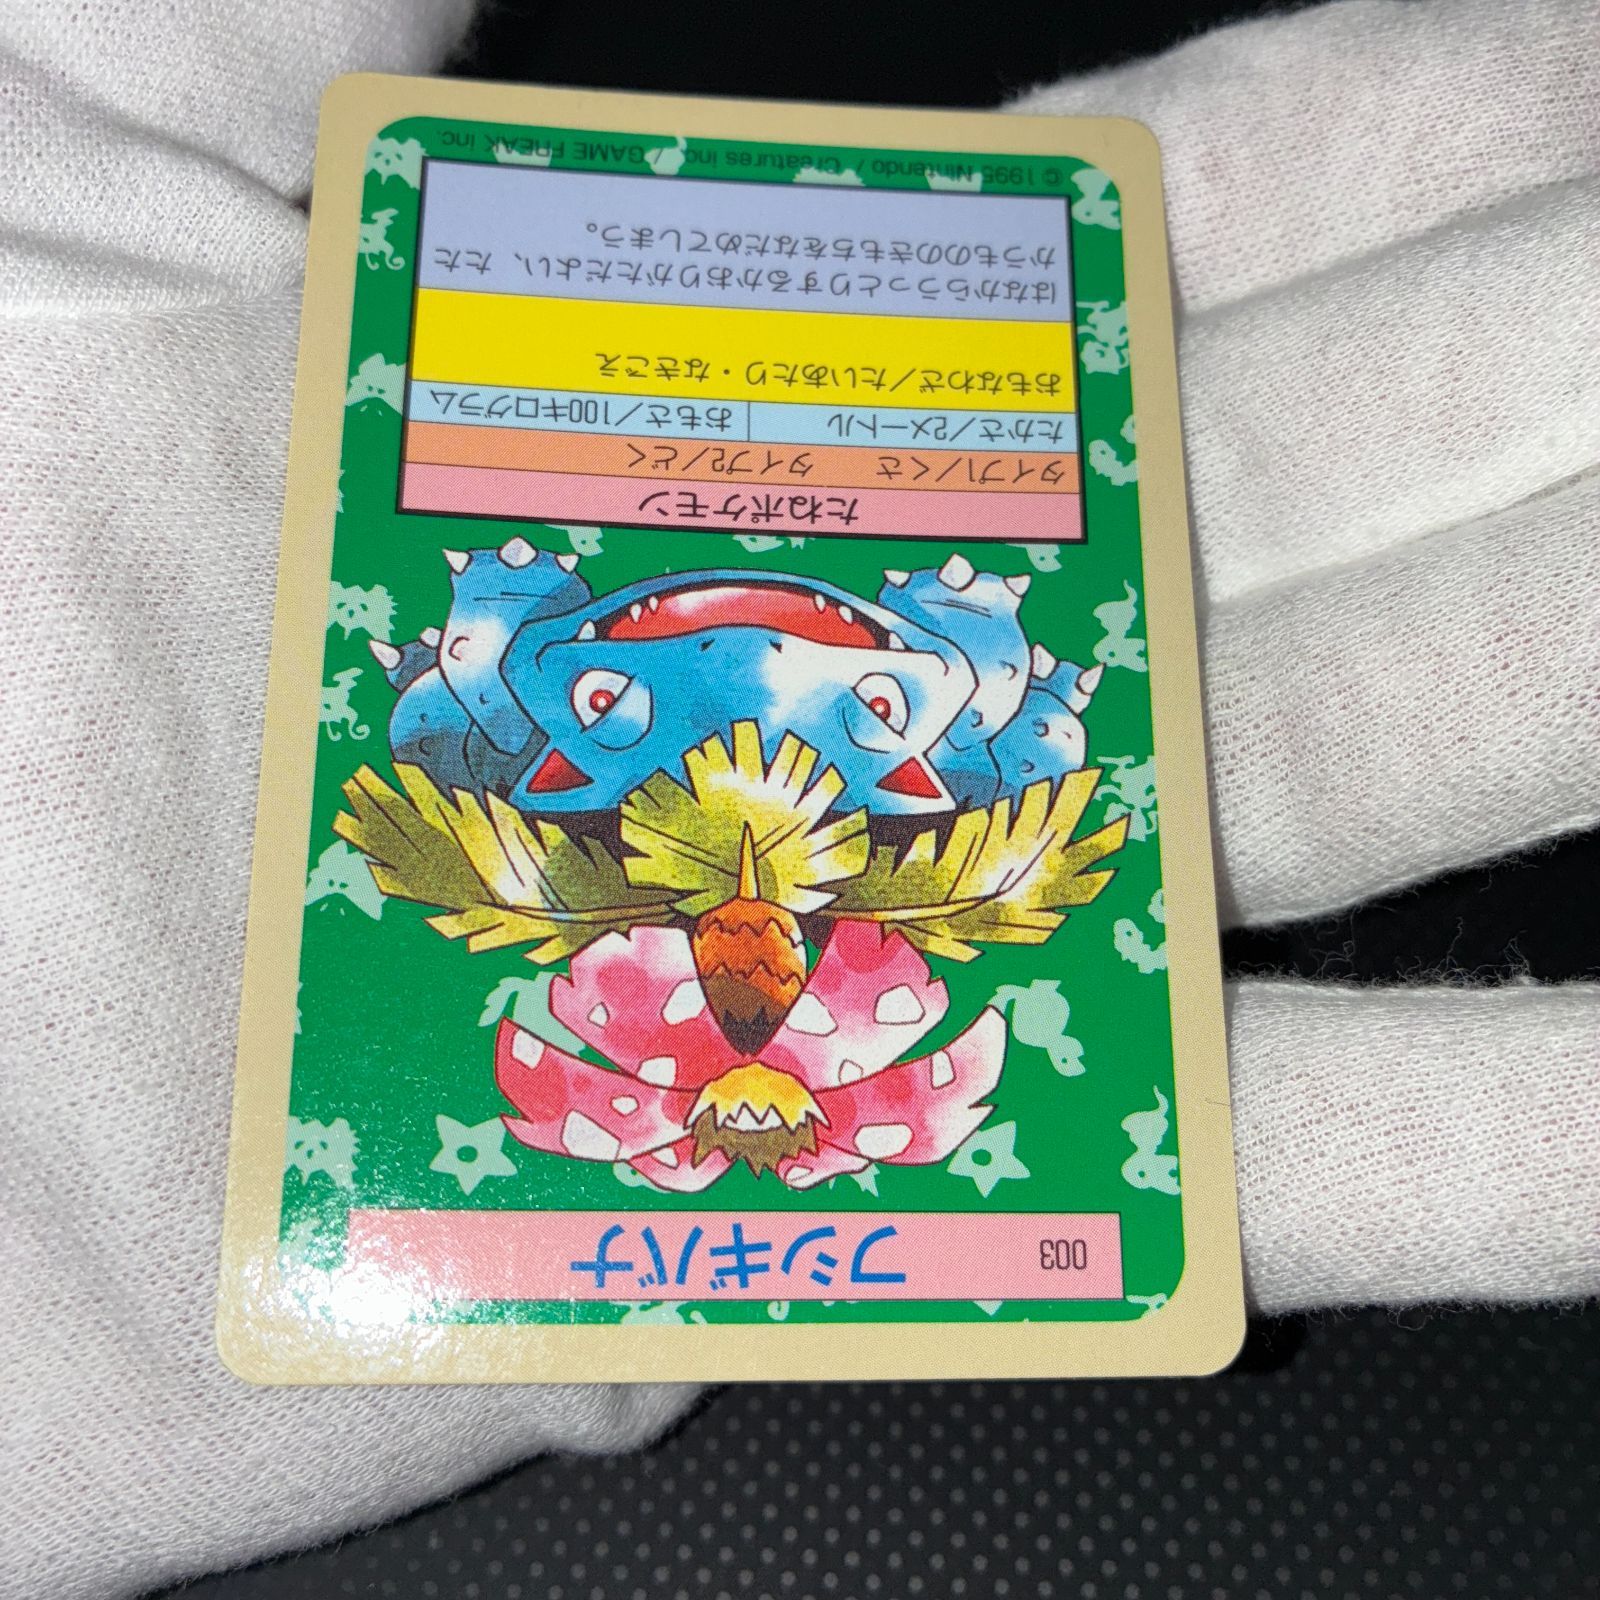 003 フシギバナ
たねポケモン
タイプ1/くさ タイプ2/どく
たかさ/2メートル おもさ/100キログラム
おもなわざ/たいあたり・なきごえ
はなからうっとりするかおりがただよい、たた
かうもののきもちをなだめてしまう。
©1995 Nintendo / Creatures inc. / GAME FREAK inc.